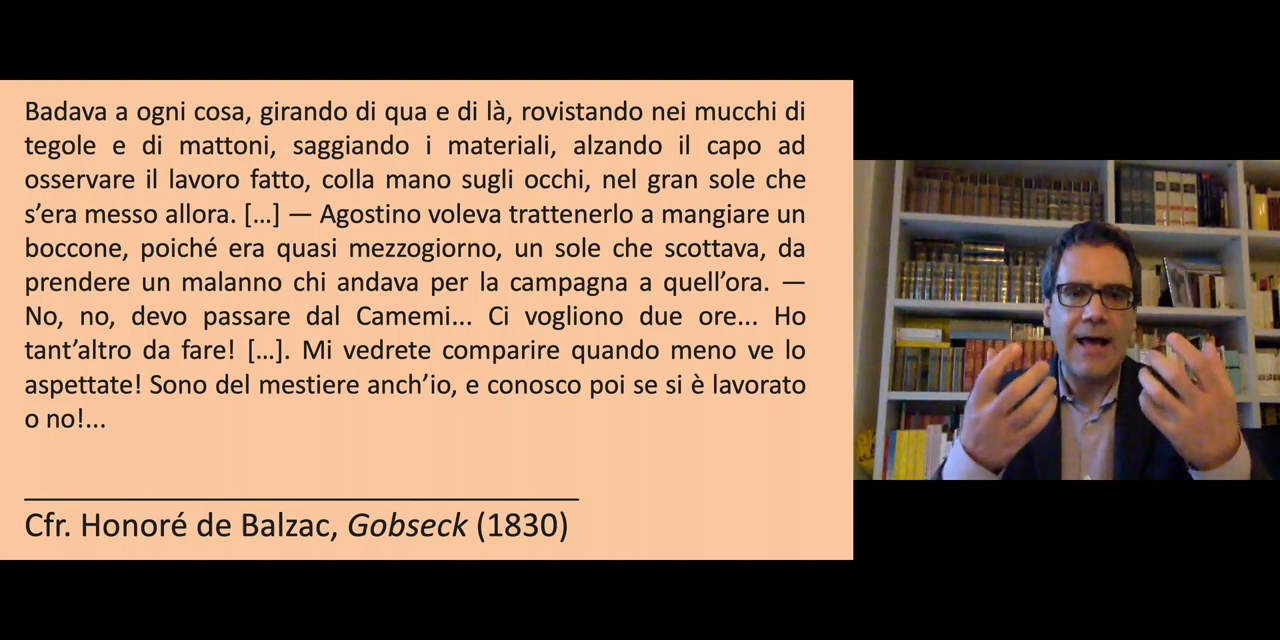 Badava a ogni cosa, girando di qua e di là, rovistando nei mucchi di
tegole e di mattoni, saggiando i materiali, alzando il capo ad
osservare il lavoro fatto, colla mano sugli occhi, nel gran sole che
s’era messo allora. […] — Agostino voleva trattenerlo a mangiare un
boccone, poiché era quasi mezzogiorno, un sole che scottava, da
prendere un malanno chi andava per la campagna a quell’ora. —
No, no, devo passare dal Camemi... Ci vogliono due ore... Ho
tant’altro da fare! […]. Mi vedrete comparire quando meno ve lo
aspettate! Sono del mestiere anch’io, e conosco poi se si è lavorato
o no!...
Cfr. Honoré de Balzac, Gobseck (1830)